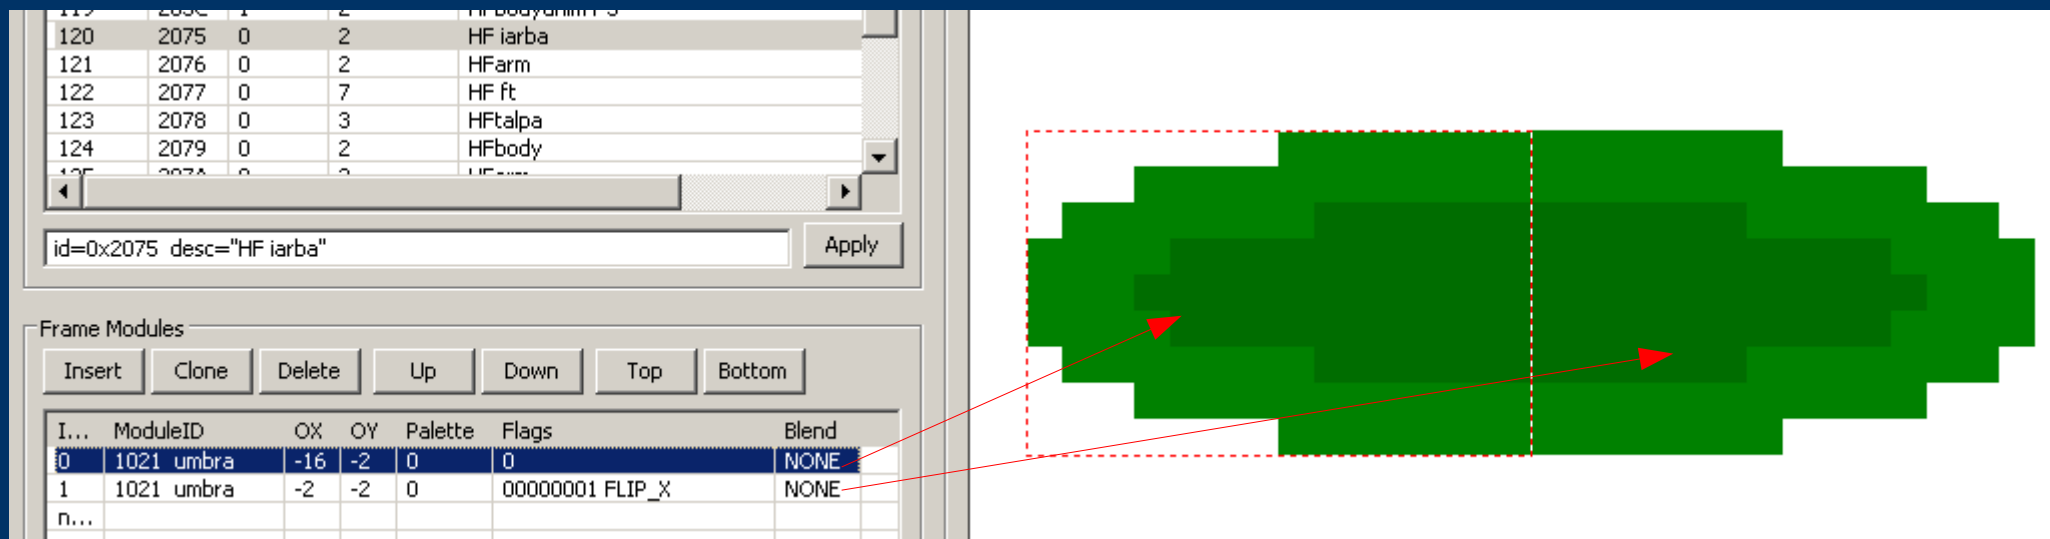 120 2075 0 2 HF iarba
121 2076 0 2 HFarm
122 2077 0 7 HF ft
123 2078 0 3 HFtalpa
124 2079 0 2 HFbody
id=0x2075 desc="HF iarba" Apply
Frame Modules
Insert Clone Delete Up Down Top Bottom
I... ModuleID OX OY Palette Flags Blend
0 1021 umbra -16 -2 0 0 NONE
1 1021 umbra -2 -2 0 00000001 FLIP_X NONE
n...